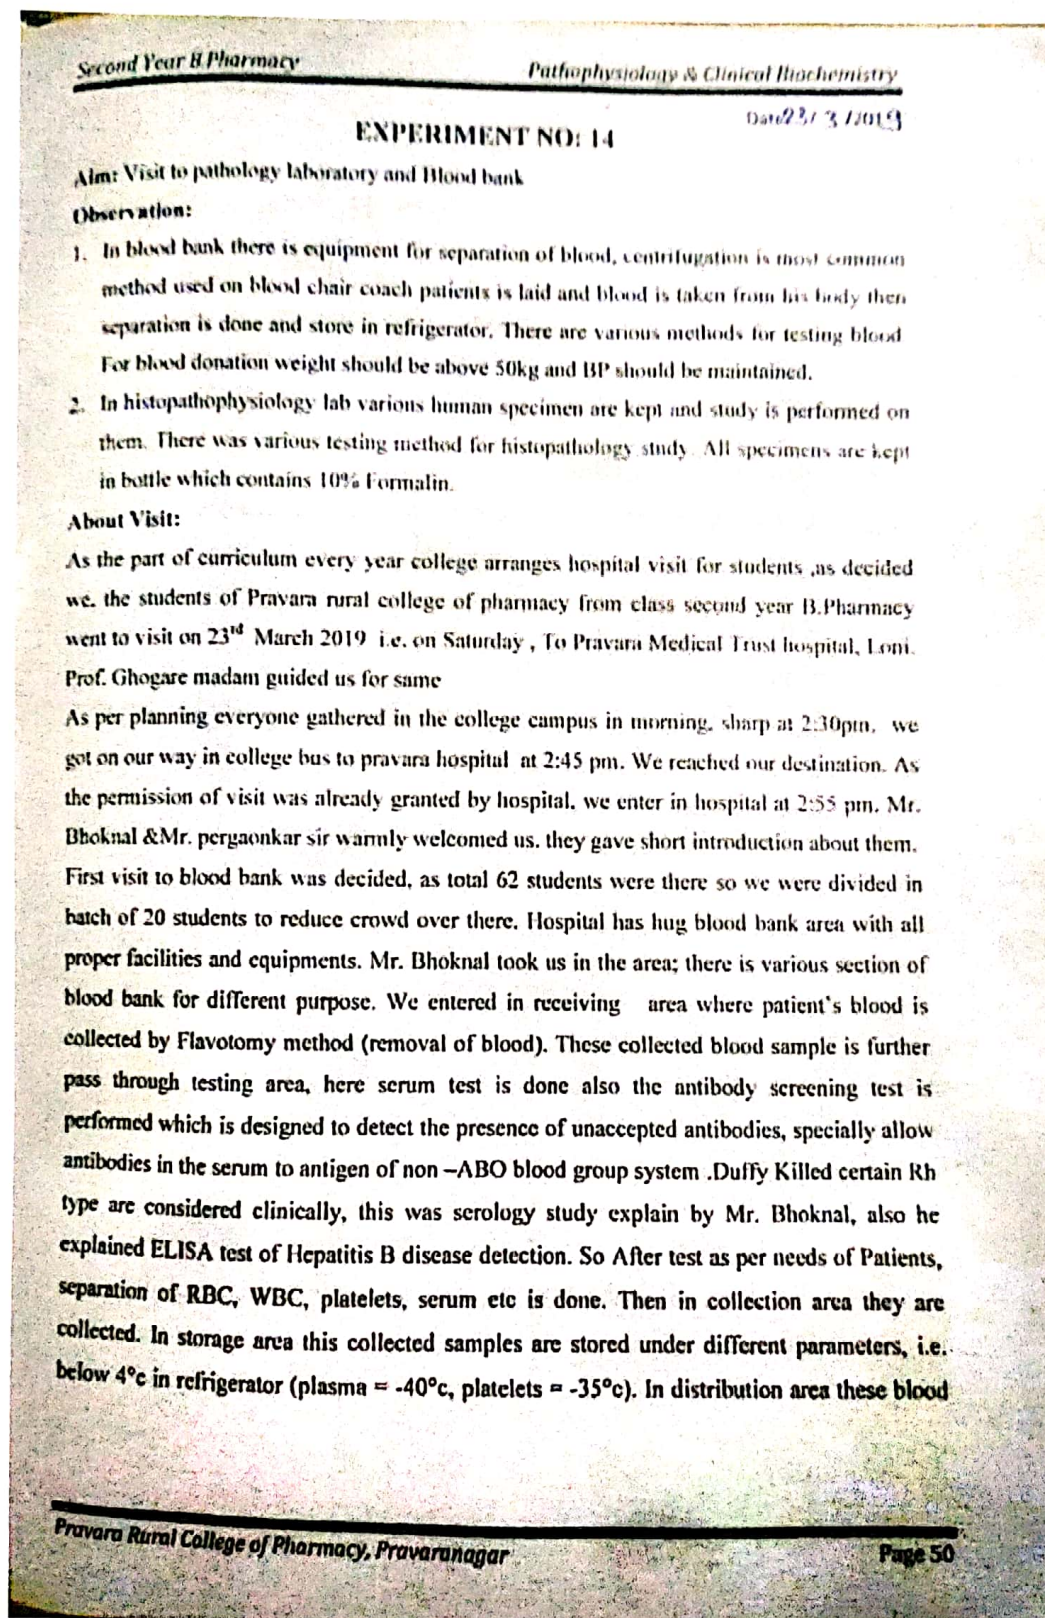 Second Year B.Pharmacy
Pathophysiology & Clinical Biochemistry
Date23/ 3 /2019
EXPERIMENT NO: 14
Aim: Visit to pathology laboratory and Blood bank
Observation:
1. In blood bank there is equipment for separation of blood, centrifugation is most common
method used on blood chair coach patients is laid and blood is taken from his body then
separation is done and store in refrigerator. There are various methods for testing blood
For blood donation weight should be above 50kg and BP should be maintained.
2. In histopathophysiology lab various human specimen are kept and study is performed on
them. There was various testing method for histopathology study. All specimens are kept
in bottle which contains 10% Formalin.
About Visit:
As the part of curriculum every year college arranges hospital visit for students ,as decided
we. the students of Pravara rural college of pharmacy from class second year B.Pharmacy
went to visit on 23rd March 2019 i.e. on Saturday , To Pravara Medical Trust hospital, Loni.
Prof. Ghogare madam guided us for same
As per planning everyone gathered in the college campus in morning. sharp at 2:30pm, we
got on our way in college bus to pravara hospital at 2:45 pm. We reached our destination. As
the permission of visit was already granted by hospital. we enter in hospital at 2:55 pm. Mr.
Bhoknal &Mr. pergaonkar sir warmly welcomed us. they gave short introduction about them.
First visit to blood bank was decided, as total 62 students were there so we were divided in
batch of 20 students to reduce crowd over there. Hospital has hug blood bank area with all
proper facilities and equipments. Mr. Bhoknal took us in the area; there is various section of
blood bank for different purpose. We entered in receiving area where patient's blood is
collected by Flavotomy method (removal of blood). These collected blood sample is further
pass through testing area, here serum test is done also the antibody screening test is
performed which is designed to detect the presence of unaccepted antibodies, specially allow
antibodies in the serum to antigen of non –ABO blood group system .Duffy Killed certain Rh
type are considered clinically, this was serology study explain by Mr. Bhoknal, also he
explained ELISA test of Hepatitis B disease detection. So After test as per needs of Patients,
separation of RBC, WBC, platelets, serum etc is done. Then in collection area they are
collected. In storage area this collected samples are stored under different parameters, i.e.
below 4°c in refrigerator (plasma = -40°c, platelets = -35°c). In distribution area these blood
Pravara Rural College of Pharmacy, Pravaranagar
Page 50